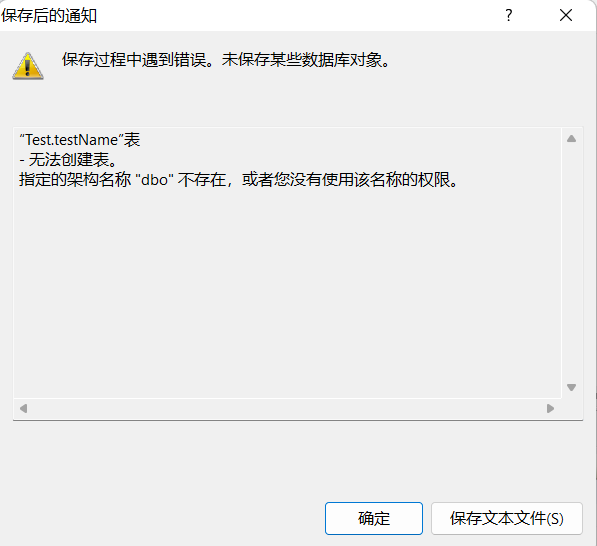 保存后的通知
?
保存过程中遇到错误。未保存某些数据库对象。
“Test.testName”表
- 无法创建表。
指定的架构名称 "dbo" 不存在，或者您没有使用该名称的权限。
确定
保存文本文件(S)